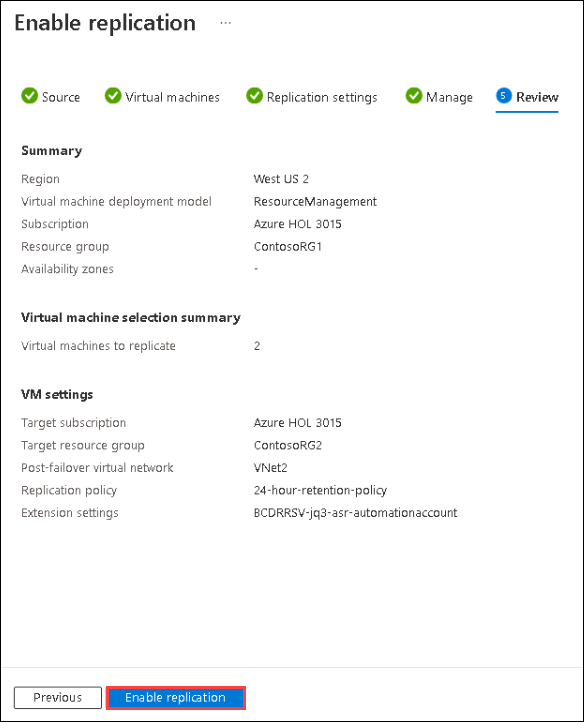 Enable replication ...
Source Virtual machines Replication settings Manage 5 Review
Summary
Region West US 2
Virtual machine deployment model ResourceManagement
Subscription Azure HOL 3015
Resource group ContosoRG1
Availability zones -
Virtual machine selection summary
Virtual machines to replicate 2
VM settings
Target subscription Azure HOL 3015
Target resource group ContosoRG2
Post-failover virtual network VNet2
Replication policy 24-hour-retention-policy
Extension settings BCDRRSV-jq3-asr-automationaccount
Previous Enable replication